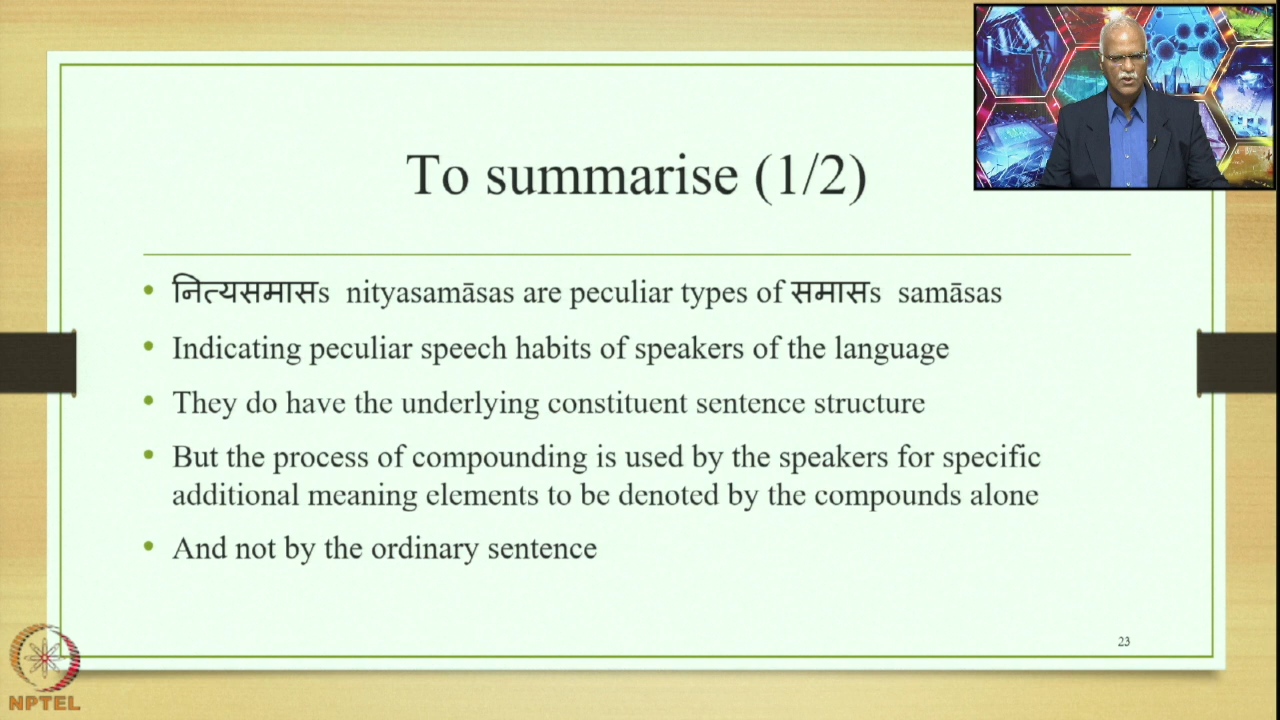 To summarise (1/2)
• नित्यसमासs nityasamāsas are peculiar types of समासs samāsas
• Indicating peculiar speech habits of speakers of the language
• They do have the underlying constituent sentence structure
• But the process of compounding is used by the speakers for specific
additional meaning elements to be denoted by the compounds alone
• And not by the ordinary sentence
23
NPTEL